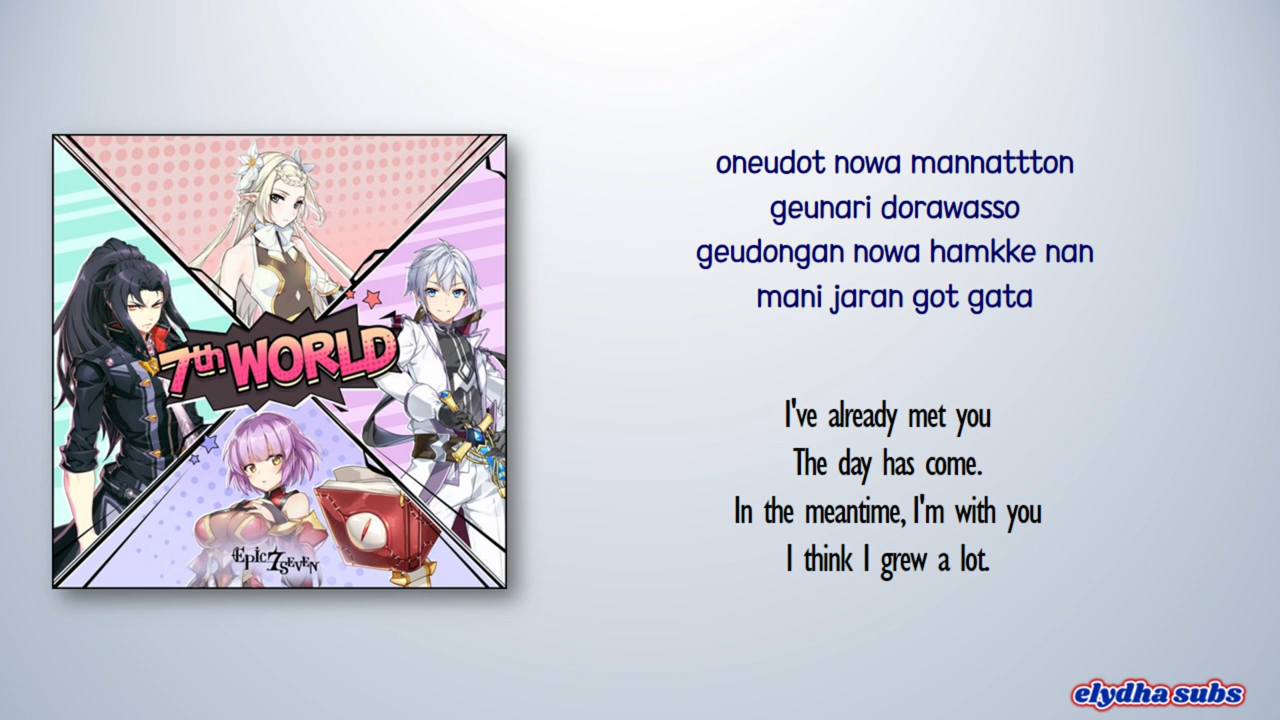 oneudot nowa mannattton
geunari dorawasso
geudongan nowa hamkke nan
mani jaran got gata
I've already met you
The day has come.
In the meantime, I'm with you
I think I grew a lot.
7th WORLD
Epic 7 SEVEN
elydha subs